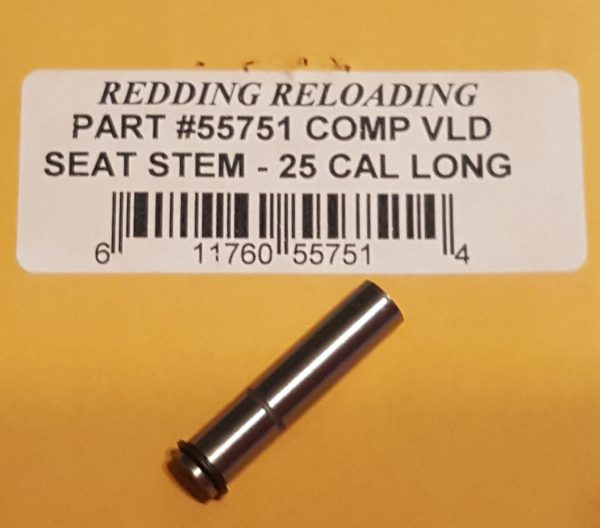 REDDING RELOADING
PART #55751 COMP VLD
SEAT STEM - 25 CAL LONG
6 11760 55751 4